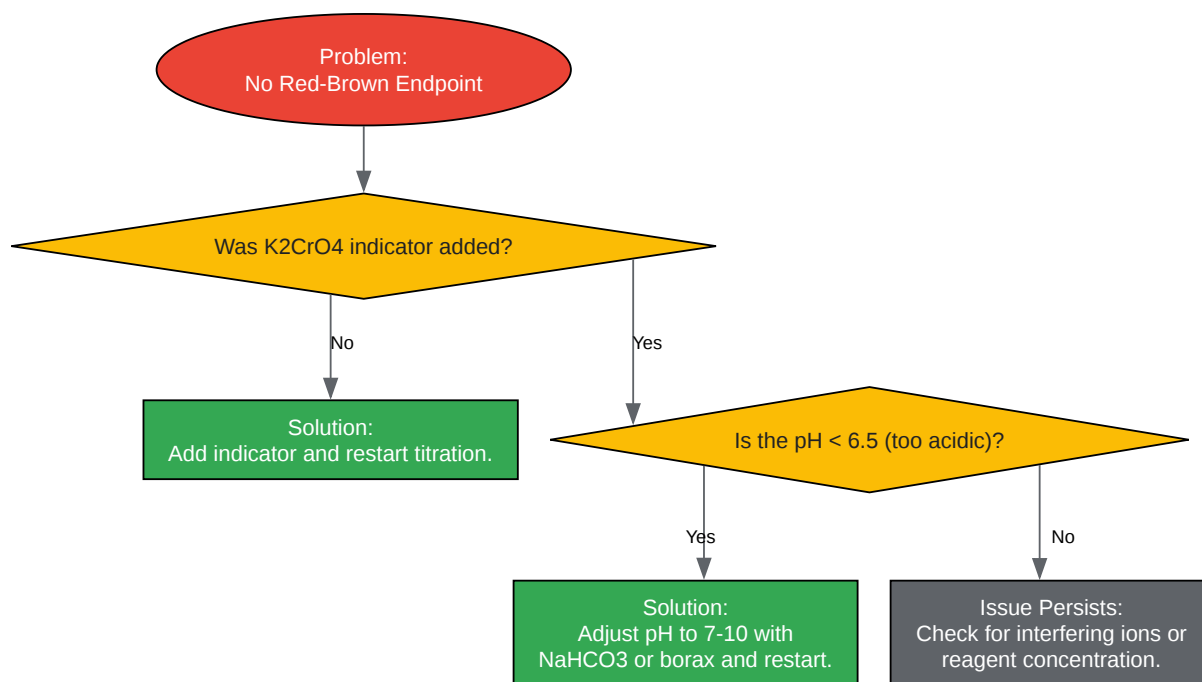 Problem:
No Red-Brown Endpoint
Was K2CrO4 indicator added?
No
Yes
Solution:
Add indicator and restart titration.
Is the pH < 6.5 (too acidic)?
Yes
No
Solution:
Adjust pH to 7-10 with
NaHCO3 or borax and restart.
Issue Persists:
Check for interfering ions or
reagent concentration.